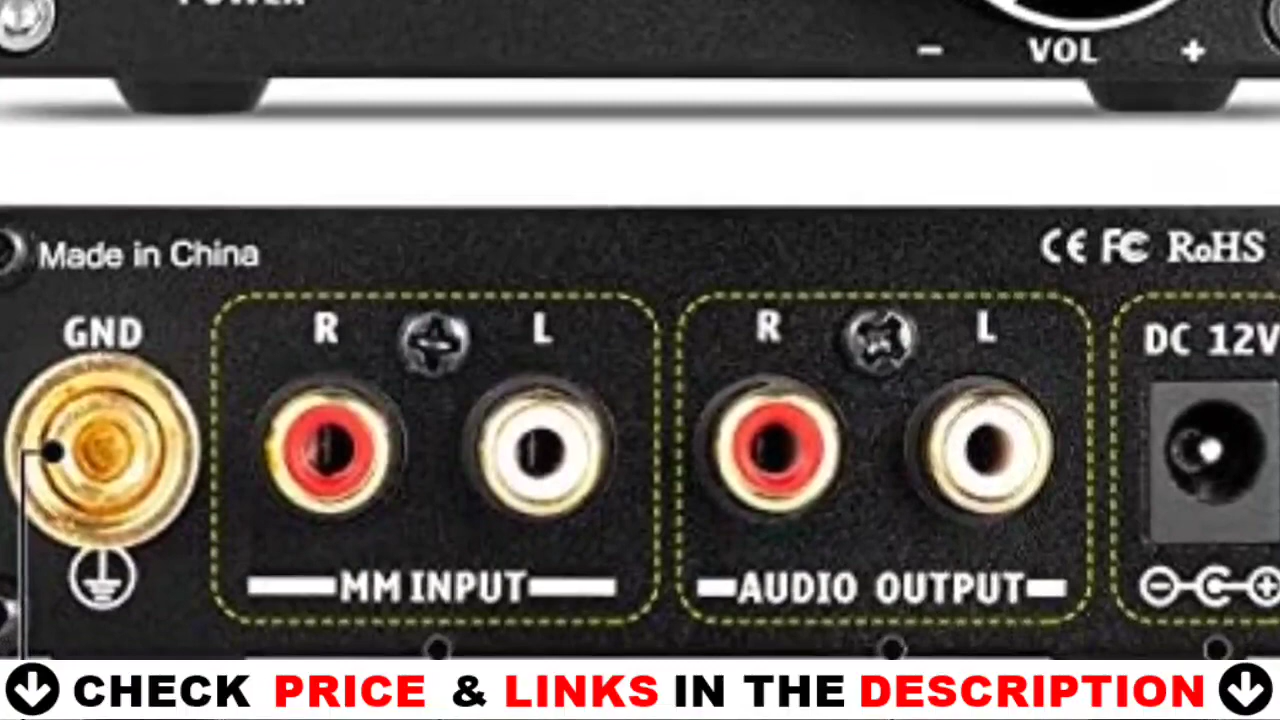 POWER
- VOL +
Made in China CE FC RoHS
GND R L R L DC 12V
MM INPUT AUDIO OUTPUT
CHECK PRICE & LINKS IN THE DESCRIPTION